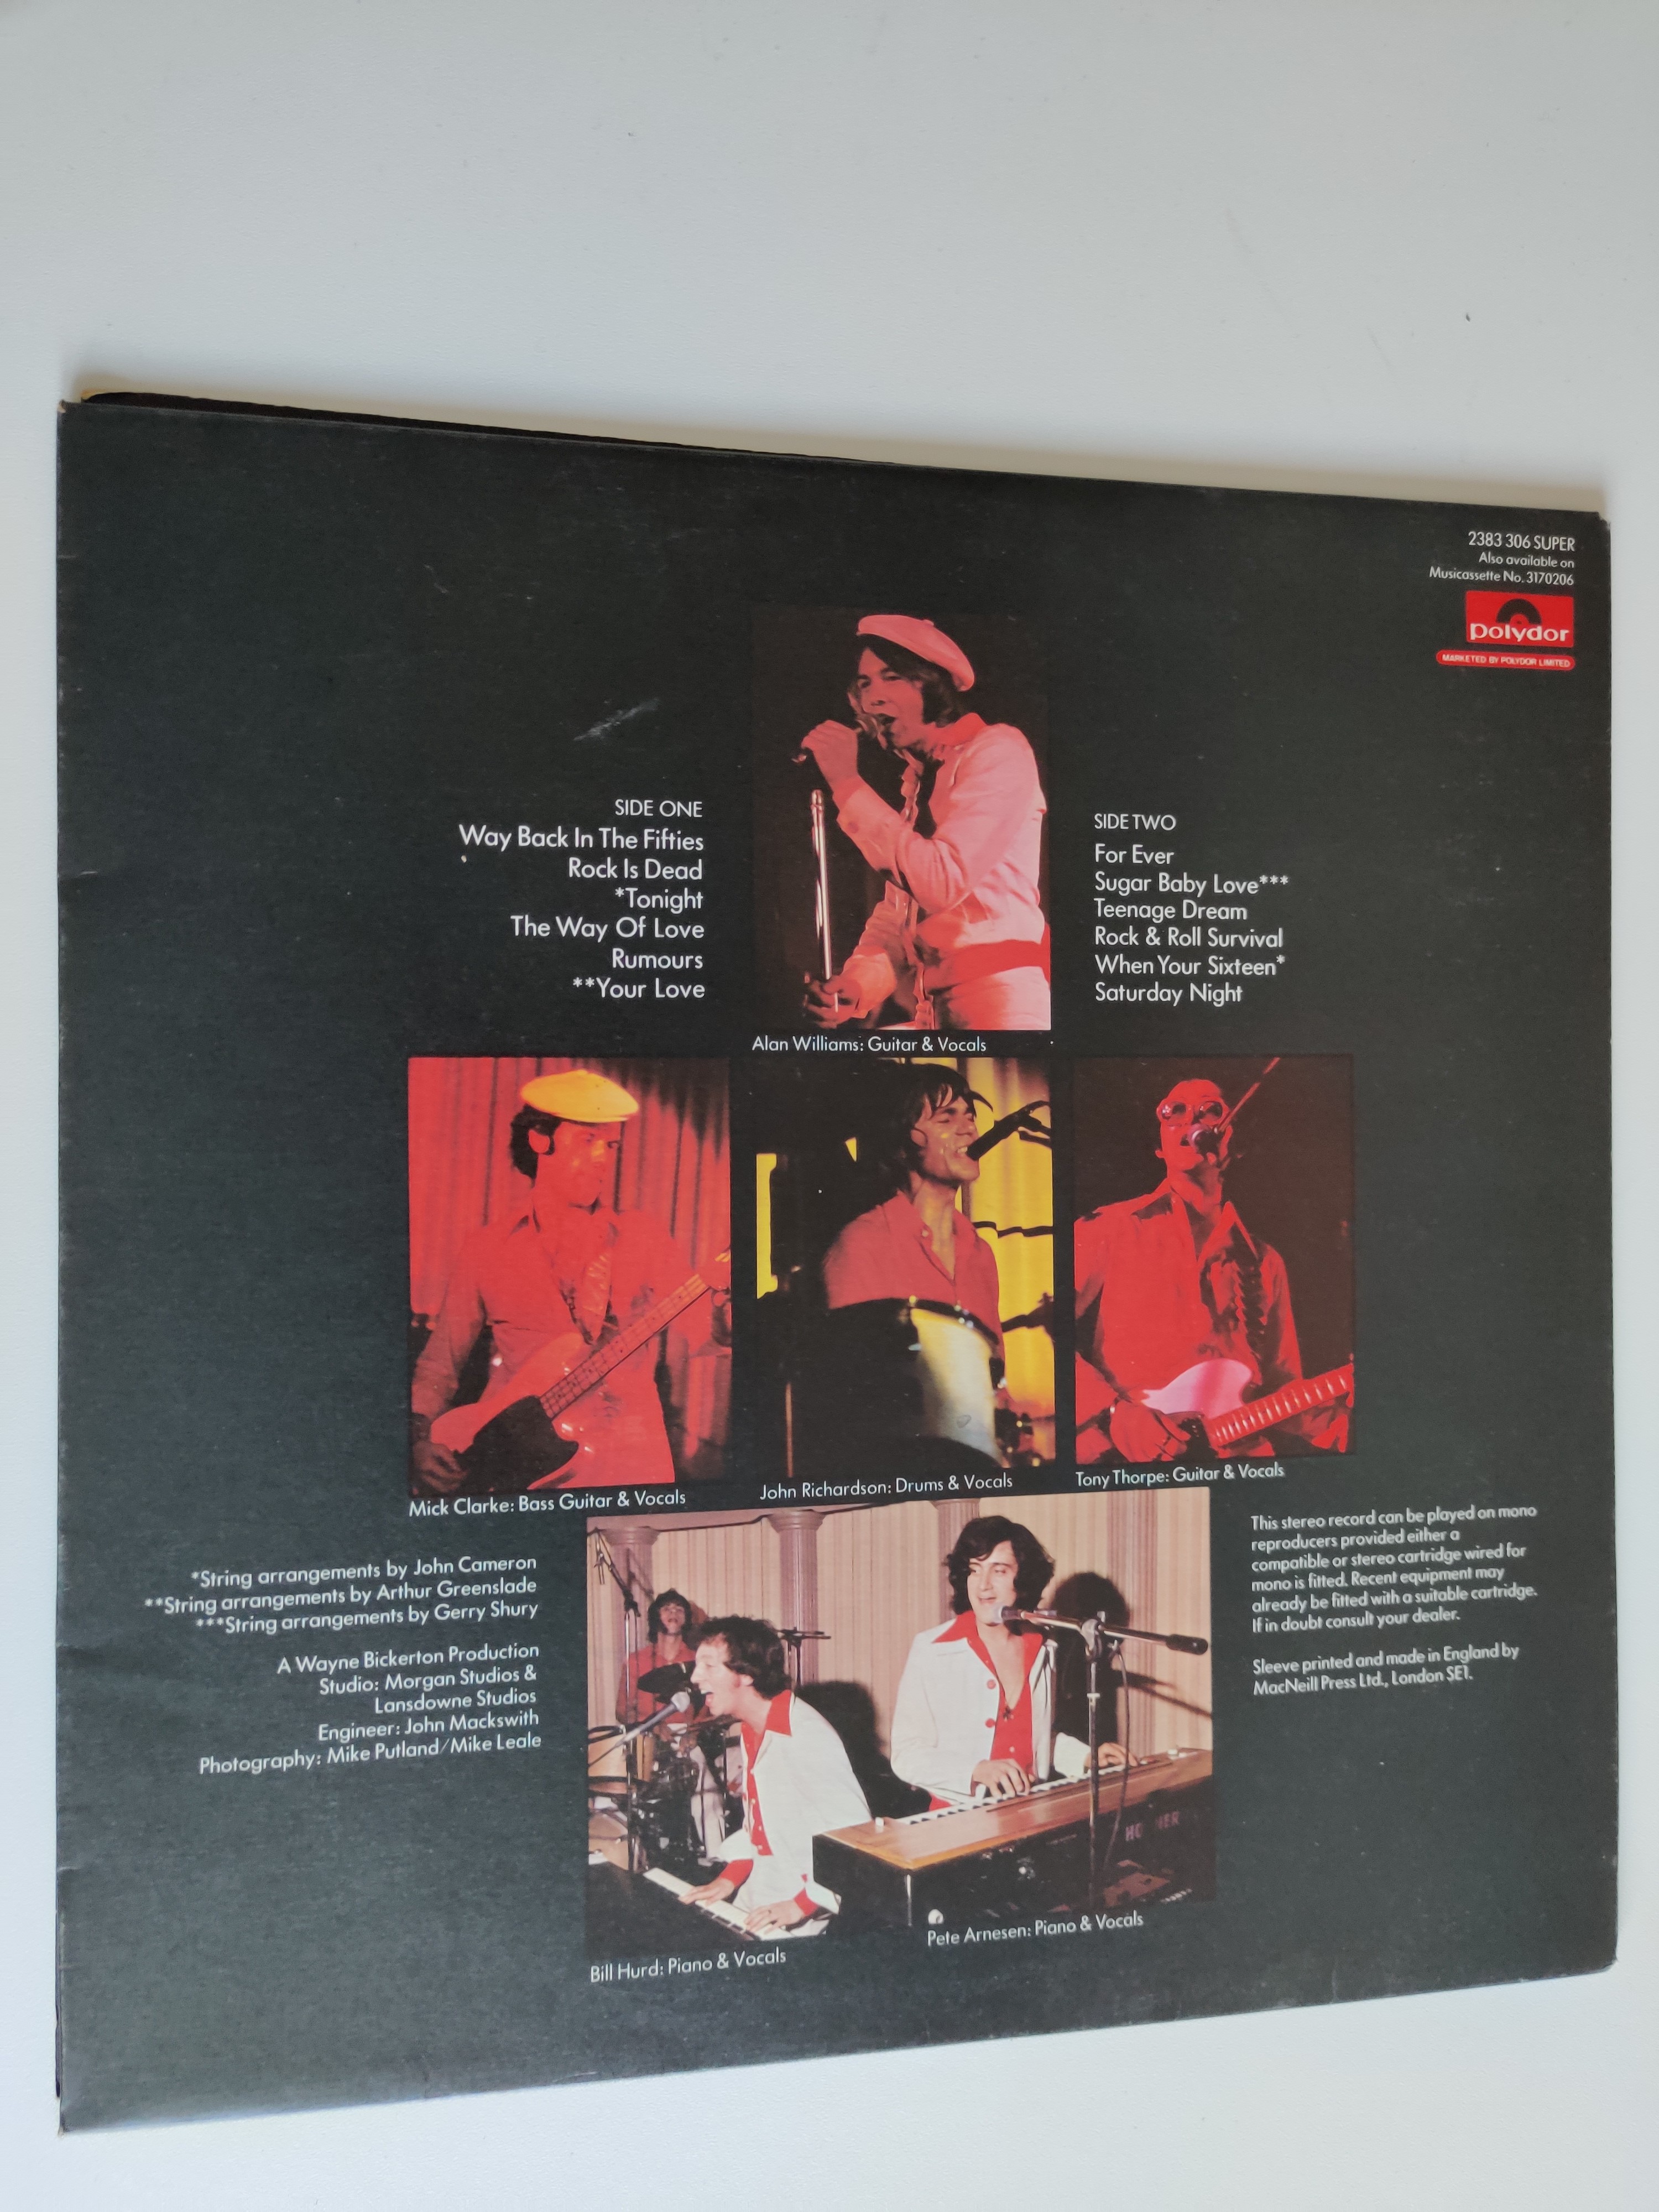 2383 306 SUPER
Also available on
Musicassette No. 3170206
polydor
MARKETED BY POLYDOR LIMITED
SIDE ONE
Way Back In The Fifties
Rock Is Dead
*Tonight
The Way Of Love
Rumours
**Your Love
SIDE TWO
For Ever
Sugar Baby Love***
Teenage Dream
Rock & Roll Survival
When Your Sixteen*
Saturday Night
Alan Williams: Guitar & Vocals
Mick Clarke: Bass Guitar & Vocals
John Richardson: Drums & Vocals
Tony Thorpe: Guitar & Vocals
*String arrangements by John Cameron
**String arrangements by Arthur Greenslade
***String arrangements by Gerry Shury
A Wayne Bickerton Production
Studio: Morgan Studios &
Lansdowne Studios
Engineer: John Mackswith
Photography: Mike Putland/Mike Leale
This stereo record can be played on mono
reproducers provided either a
compatible or stereo cartridge wired for
mono is fitted. Recent equipment may
already be fitted with a suitable cartridge.
If in doubt consult your dealer.
Sleeve printed and made in England by
MacNeill Press Ltd., London SE1.
Bill Hurd: Piano & Vocals
Pete Arnesen: Piano & Vocals